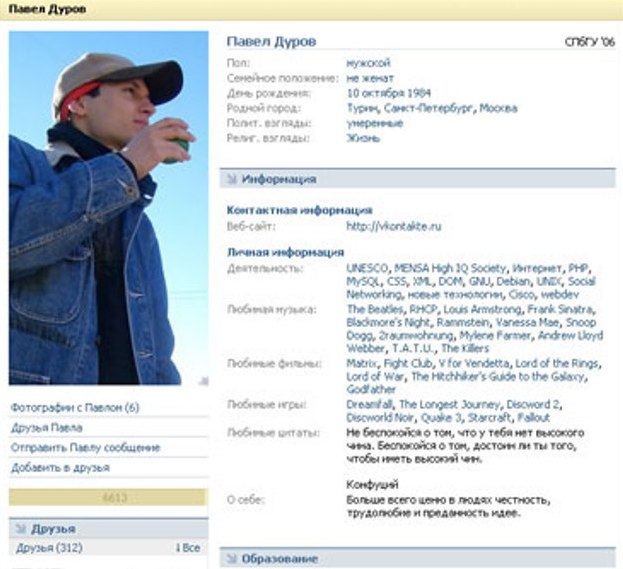 Павел Дуров
Павел Дуров
СПбГУ '06
Пол: мужской
Семейное положение: не женат
День рождения: 10 октября 1984
Родной город: Турин, Санкт-Петербург, Москва
Полит. взгляды: умеренные
Религ. взгляды: Жизнь
Информация
Контактная информация
Веб-сайт: http://vkontakte.ru
Личная информация
Деятельность: UNESCO, MENSA High IQ Society, Интернет, PHP,
MySQL, CSS, XML, DOM, GNU, Debian, UNIX, Social
Networking, новые технологии, Cisco, webdev
Любимая музыка: The Beatles, RHCP, Louis Armstrong, Frank Sinatra,
Blackmore's Night, Rammstein, Vanessa Mae, Snoop
Dogg, 2raumwohnung, Mylene Farmer, Andrew Lloyd
Webber, T.A.T.U., The Killers
Любимые фильмы: Matrix, Fight Club, V for Vendetta, Lord of the Rings,
Lord of War, The Hitchhiker's Guide to the Galaxy,
Godfather
Любимые игры: Dreamfall, The Longest Journey, Discword 2,
Discworld Noir, Quake 3, Starcraft, Fallout
Любимые цитаты: Не беспокойся о том, что у тебя нет высокого
чина. Беспокойся о том, достоин ли ты того,
чтобы иметь высокий чин.
Конфуций
О себе: Больше всего ценю в людях честность,
трудолюбие и преданность идее.
Образование
Фотографии с Павлом (6)
Друзья Павла
Отправить Павлу сообщение
Добавить в друзья
6613
Друзья
Друзья (312)
Все